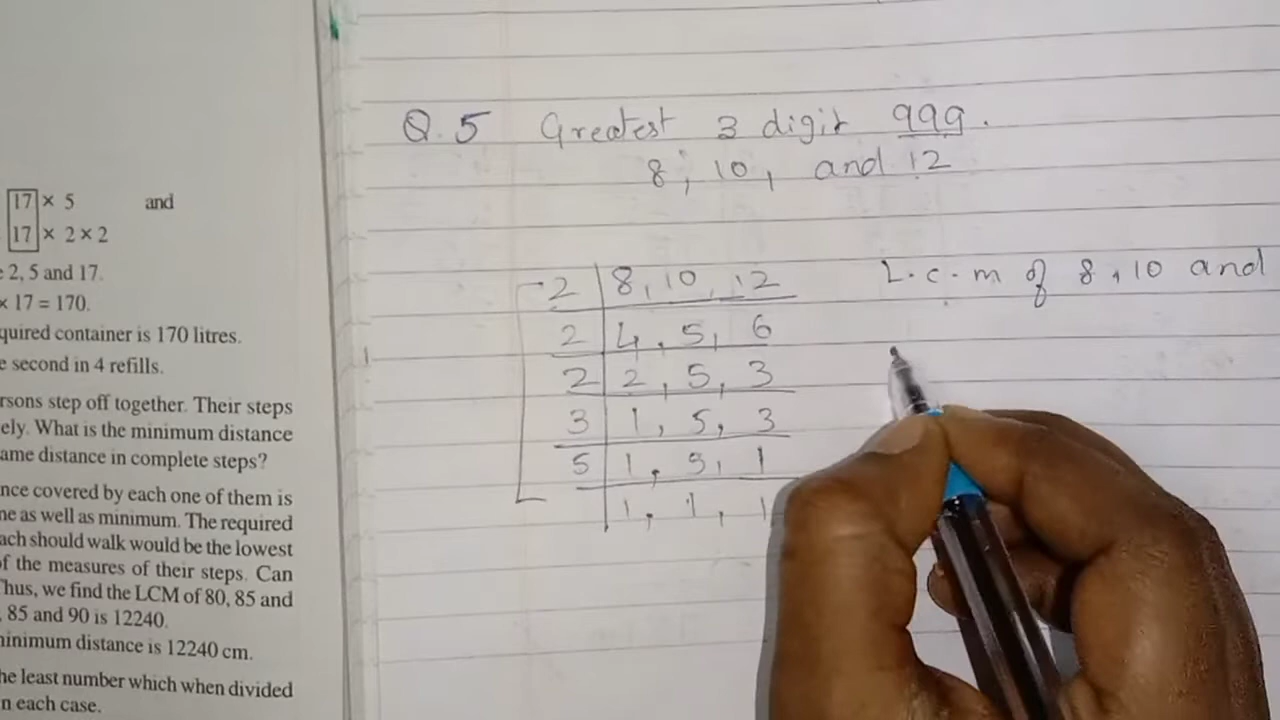 17 × 5 and
17 × 2 × 2
2, 5 and 17.
× 17 = 170.
quired container is 170 litres.
e second in 4 refills.
rsons step off together. Their steps
ely. What is the minimum distance
ame distance in complete steps?
nce covered by each one of them is
ne as well as minimum. The required
ach should walk would be the lowest
of the measures of their steps. Can
Thus, we find the LCM of 80, 85 and
, 85 and 90 is 12240.
ninimum distance is 12240 cm.
he least number which when divided
n each case.
Q. 5 Greatest 3 digit 999.
8, 10, and 12
2 8, 10, 12
2 4, 5, 6
2 2, 5, 3
3 1, 5, 3
5 1, 5, 1
1, 1, 1
L.c.m of 8, 10 and